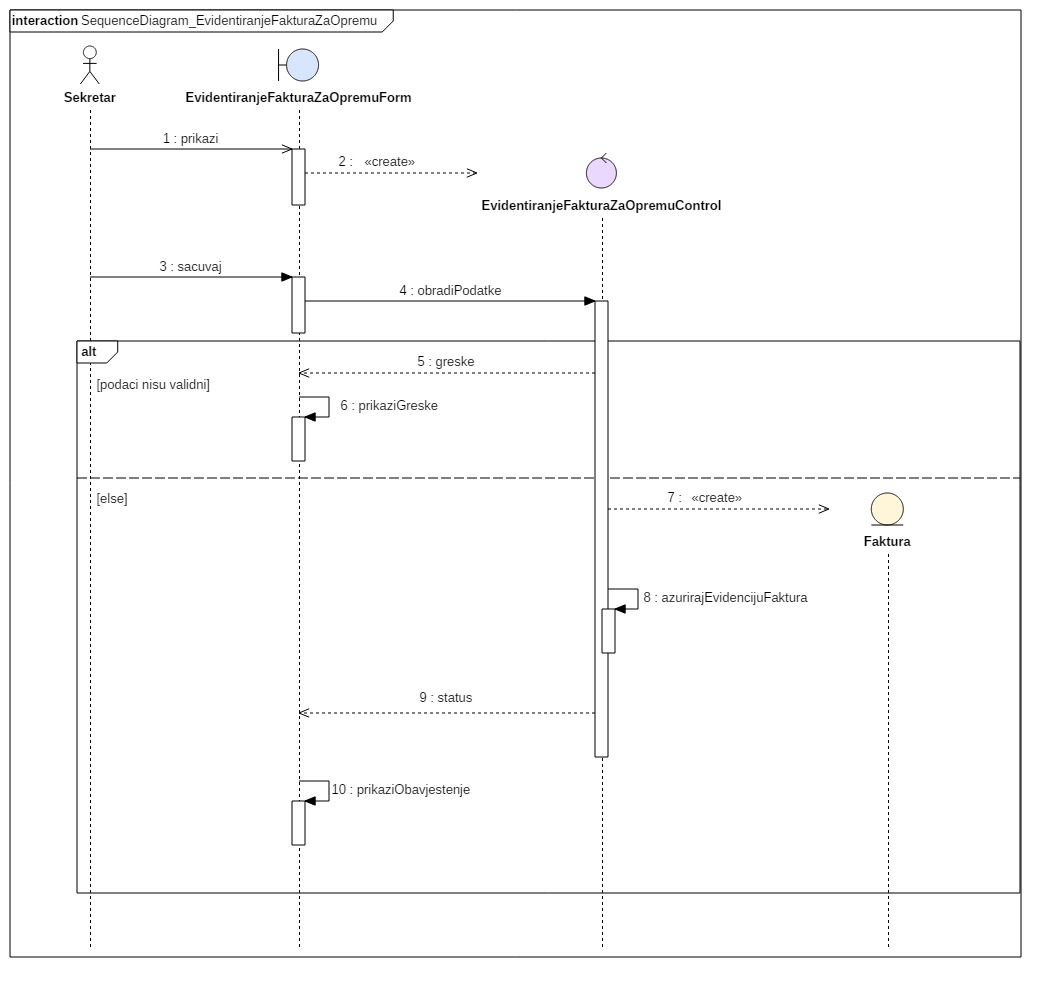 interaction SequenceDiagram_EvidentiranjeFakturaZaOpremu
Sekretar
EvidentiranjeFakturaZaOpremuForm
1 : prikazi
2 : «create»
EvidentiranjeFakturaZaOpremuControl
3 : sacuvaj
4 : obradiPodatke
alt
5 : greske
[podaci nisu validni]
6 : prikaziGreske
[else]
7 : «create»
Faktura
8 : azurirajEvidencijuFaktura
9 : status
10 : prikaziObavjestenje